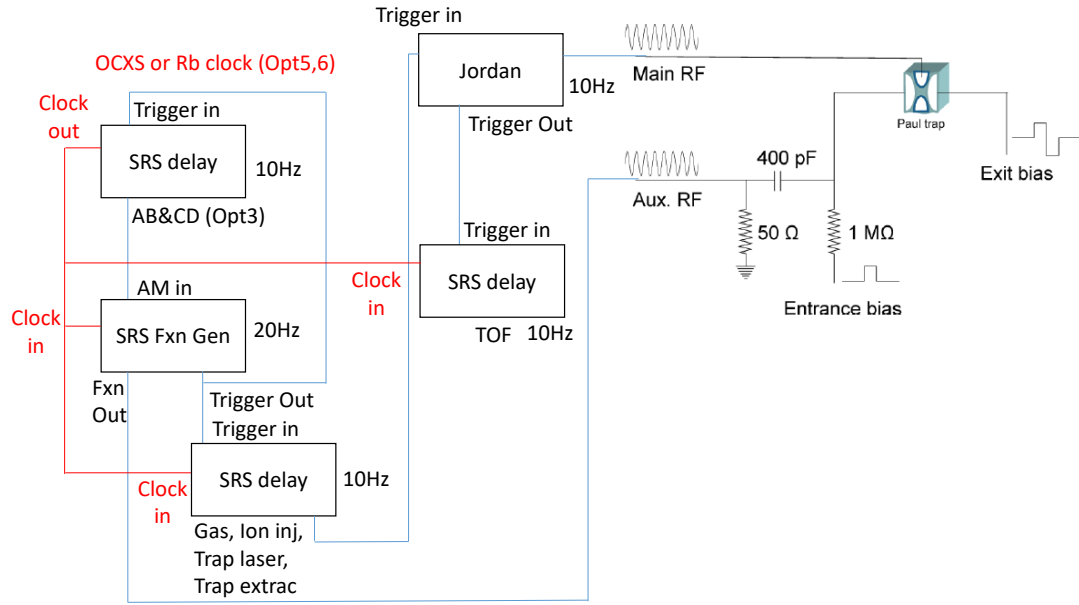 Trigger in
OCXS or Rb clock (Opt5,6)
Jordan
10Hz
Main RF
Trigger Out
Paul trap
Clock
out
Trigger in
SRS delay
10Hz
AB&CD (Opt3)
400 pF
Aux. RF
50 Ω
1 MΩ
Exit bias
Entrance bias
Trigger in
Clock
in
SRS delay
TOF 10Hz
AM in
Clock
in
SRS Fxn Gen
20Hz
Fxn
Out
Trigger Out
Trigger in
SRS delay
10Hz
Clock
in
Gas, Ion inj,
Trap laser,
Trap extrac